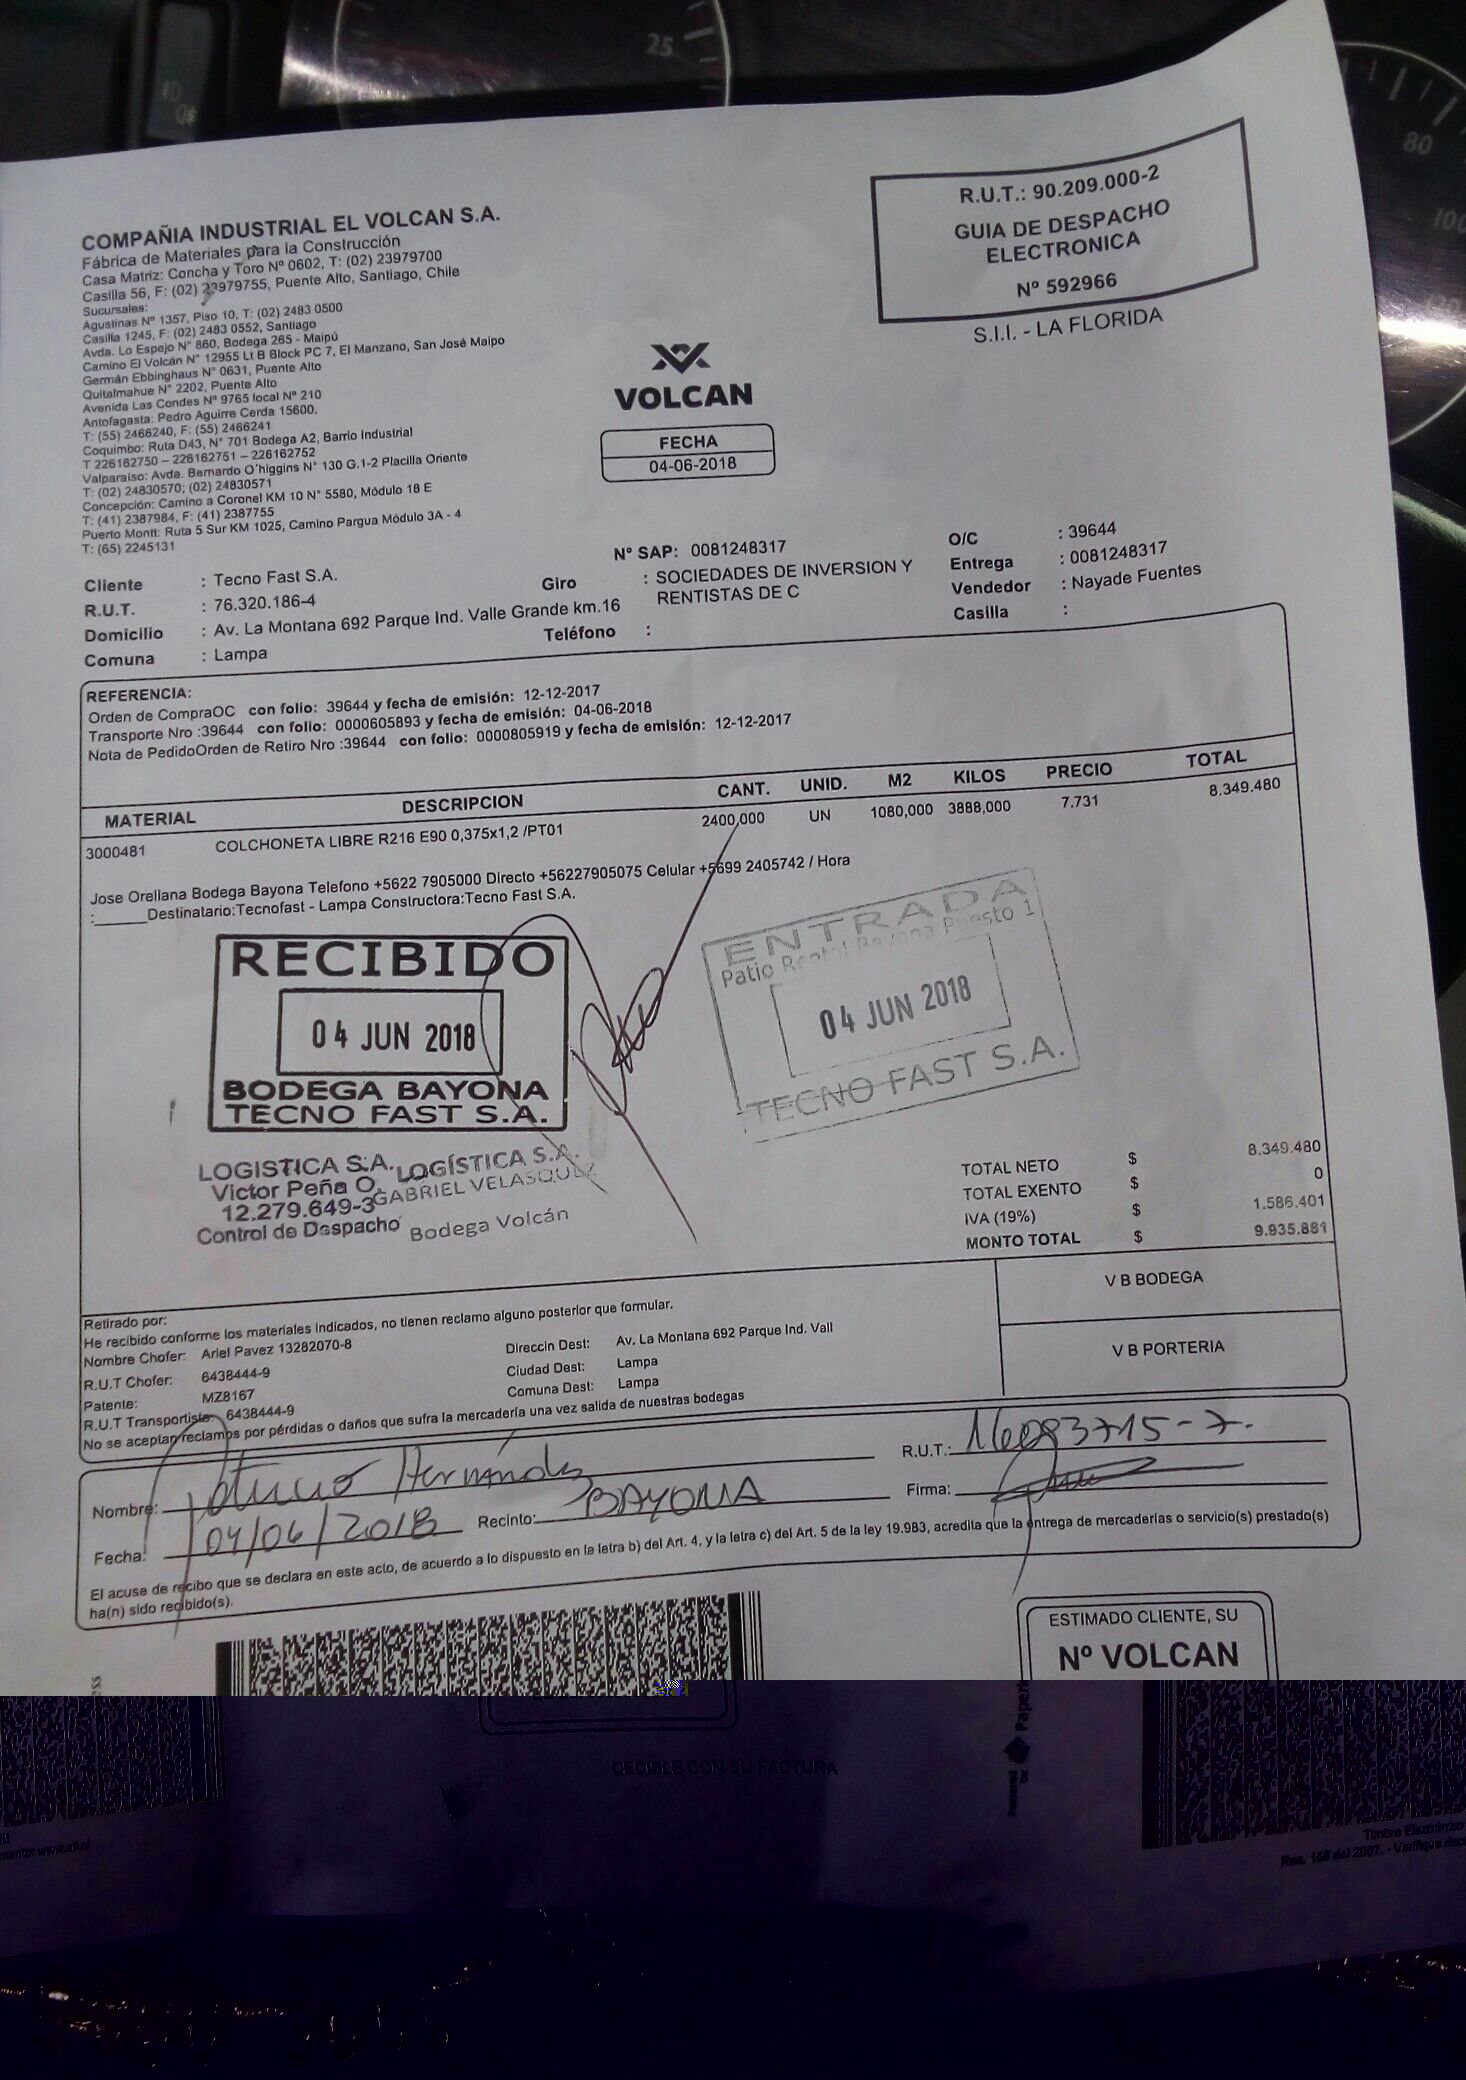 25
80
100
R.U.T.: 90.209.000-2
GUIA DE DESPACHO
ELECTRONICA
Nº 592966
S.I.I. - LA FLORIDA
COMPAÑIA INDUSTRIAL EL VOLCAN S.A.
Fábrica de Materiales para la Construcción
Casa Matriz: Concha y Toro Nº 0602, T: (02) 23979700
Casilla 56, F: (02) 23979755, Puente Alto, Santiago, Chile
Sucursales:
Agustinas Nº 1357, Piso 10, T: (02) 2483 0500
Casilla 1245, F: (02) 2483 0552, Santiago
Avda. Lo Espejo N° 860, Bodega 265 - Maipú
Camino El Volcán N° 12955 Lt B Block PC 7, El Manzano, San José Maipo
Germán Ebbinghaus N° 0631, Puente Alto
Quitalmahue N° 2202, Puente Alto
Avenida Las Condes Nº 9765 local Nº 210
Antofagasta: Pedro Aguirre Cerda 15600.
T: (55) 2466240, F: (55) 2466241
Coquimbo: Ruta D43, N° 701 Bodega A2, Barrio Industrial
T 226162750 – 226162751 – 226162752
Valparaiso: Avda. Bernardo O´higgins N° 130 G.1-2 Placilla Oriente
T: (02) 24830570; (02) 24830571
Concepción: Camino a Coronel KM 10 N° 5580, Módulo 18 E
T: (41) 2387984, F: (41) 2387755
Puerto Montt: Ruta 5 Sur KM 1025, Camino Pargua Módulo 3A - 4
T: (65) 2245131
VOLCAN
FECHA
04-06-2018
N° SAP: 0081248317
O/C : 39644
Entrega : 0081248317
Vendedor : Nayade Fuentes
Casilla :
Cliente : Tecno Fast S.A.
R.U.T. : 76.320.186-4
Domicilio : Av. La Montana 692 Parque Ind. Valle Grande km.16
Comuna : Lampa
Giro : SOCIEDADES DE INVERSION Y
RENTISTAS DE C
Teléfono :
REFERENCIA:
Orden de CompraOC con folio: 39644 y fecha de emisión: 12-12-2017
Transporte Nro :39644 con folio: 0000605893 y fecha de emisión: 04-06-2018
Nota de PedidoOrden de Retiro Nro :39644 con folio: 0000805919 y fecha de emisión: 12-12-2017
MATERIAL DESCRIPCION CANT. UNID. M2 KILOS PRECIO TOTAL
3000481 COLCHONETA LIBRE R216 E90 0,375x1,2 /PT01 2400,000 UN 1080,000 3888,000 7.731 8.349.480
Jose Orellana Bodega Bayona Telefono +5622 7905000 Directo +56227905075 Celular +5699 2405742 / Hora
:______Destinatario:Tecnofast - Lampa Constructora:Tecno Fast S.A.
RECIBIDO
04 JUN 2018
BODEGA BAYONA
TECNO FAST S.A.
ENTRADA
Patio Rental Bayona Puesto 1
04 JUN 2018
TECNO FAST S.A.
LOGISTICA S.A.
Victor Peña O.
12.279.649-3
Control de Despacho
LOGÍSTICA S.A.
GABRIEL VELASQUEZ
Bodega Volcán
TOTAL NETO $ 8.349.480
TOTAL EXENTO $ 0
IVA (19%) $ 1.586.401
MONTO TOTAL $ 9.935.881
V B BODEGA
V B PORTERIA
Retirado por:
He recibido conforme los materiales indicados, no tienen reclamo alguno posterior que formular.
Nombre Chofer: Ariel Pavez 13282070-8
R.U.T Chofer: 6438444-9
Patente: MZ8167
R.U.T Transportista: 6438444-9
Direccin Dest: Av. La Montana 692 Parque Ind. Vall
Ciudad Dest: Lampa
Comuna Dest: Lampa
No se aceptan reclamos por pérdidas o daños que sufra la mercadería una vez salida de nuestras bodegas
Nombre: Hernández
R.U.T.: 16083715-7.
Fecha: 04/06/2018 Recinto: BAYONA
Firma:
El acuse de recibo que se declara en este acto, de acuerdo a lo dispuesto en la letra b) del Art. 4, y la letra c) del Art. 5 de la ley 19.983, acredita que la entrega de mercaderias o servicio(s) prestado(s)
ha(n) sido recibido(s).
ESTIMADO CLIENTE, SU
Nº VOLCAN
CEDIBLE CON SU FACTURA
Timbre Electrónico